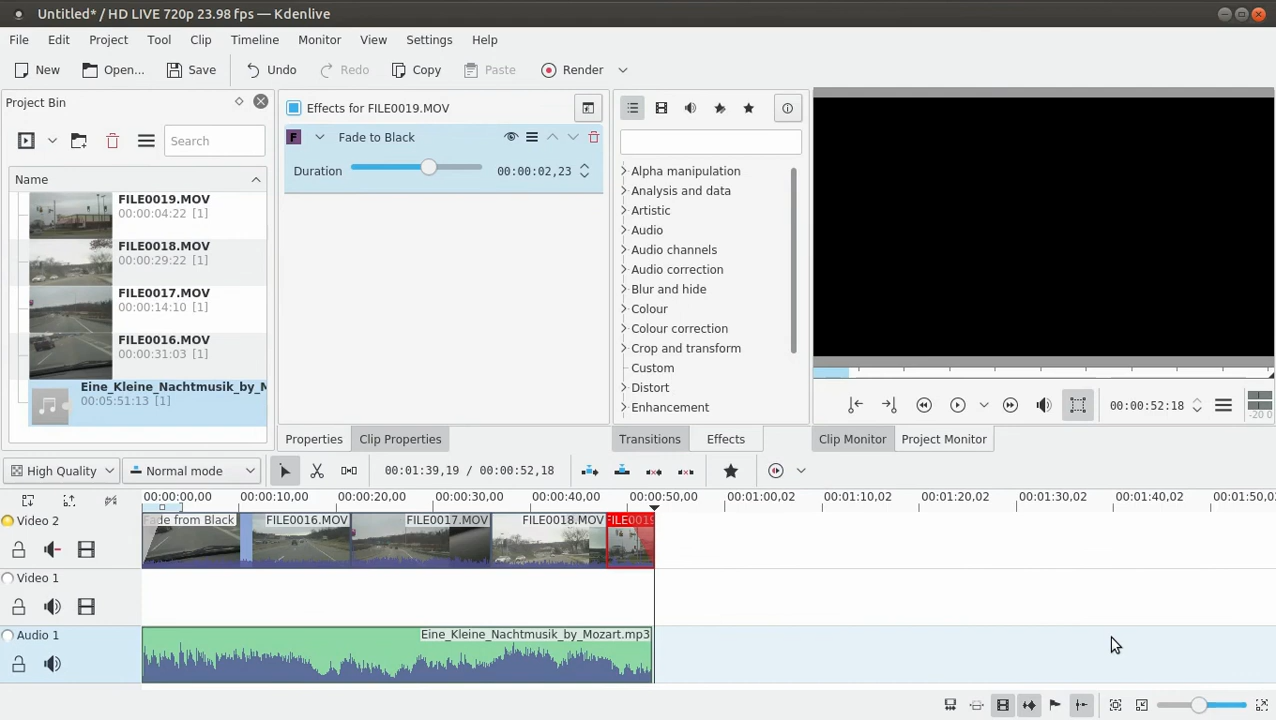 Untitled* / HD LIVE 720p 23.98 fps — Kdenlive
File Edit Project Tool Clip Timeline Monitor View Settings Help
New Open... Save Undo Redo Copy Paste Render
Project Bin
Search
Name
FILE0019.MOV
00:00:04:22 [1]
FILE0018.MOV
00:00:29:22 [1]
FILE0017.MOV
00:00:14:10 [1]
FILE0016.MOV
00:00:31:03 [1]
Eine_Kleine_Nachtmusik_by_M
00:05:51:13 [1]
Effects for FILE0019.MOV
F Fade to Black
Duration 00:00:02,23
Properties Clip Properties
Alpha manipulation
Analysis and data
Artistic
Audio
Audio channels
Audio correction
Blur and hide
Colour
Colour correction
Crop and transform
Custom
Distort
Enhancement
Transitions Effects
00:00:52:18
-20 0
Clip Monitor Project Monitor
High Quality Normal mode 00:01:39,19 / 00:00:52,18
00:00:00,00 00:00:10,00 00:00:20,00 00:00:30,00 00:00:40,00 00:00:50,00 00:01:00,02 00:01:10,02 00:01:20,02 00:01:30,02 00:01:40,02 00:01:50,0
Video 2
Fade from Black FILE0016.MOV FILE0017.MOV FILE0018.MOV FILE0019
Video 1
Audio 1
Eine_Kleine_Nachtmusik_by_Mozart.mp3